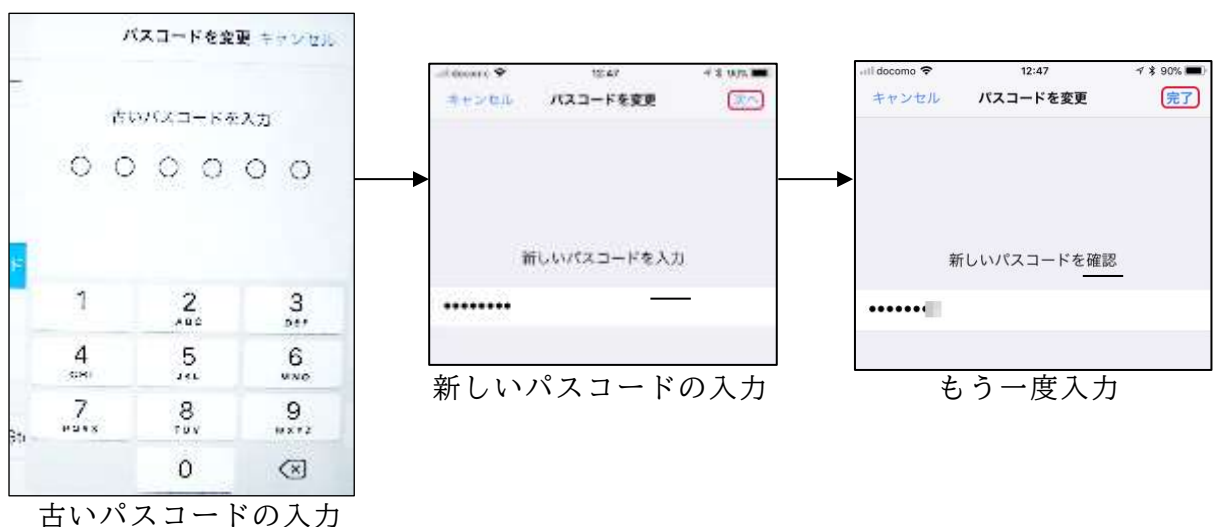 パスコードを変更 キャンセル
古いパスコードを入力
1
2
ABC
3
DEF
4
GHI
5
JKL
6
MNO
7
PQRS
8
TUV
9
WXYZ
0
古いパスコードの入力
docomo 12:47 90%
キャンセル パスコードを変更 次へ
新しいパスコードを入力
新しいパスコードの入力
docomo 12:47 90%
キャンセル パスコードを変更 完了
新しいパスコードを確認
もう一度入力